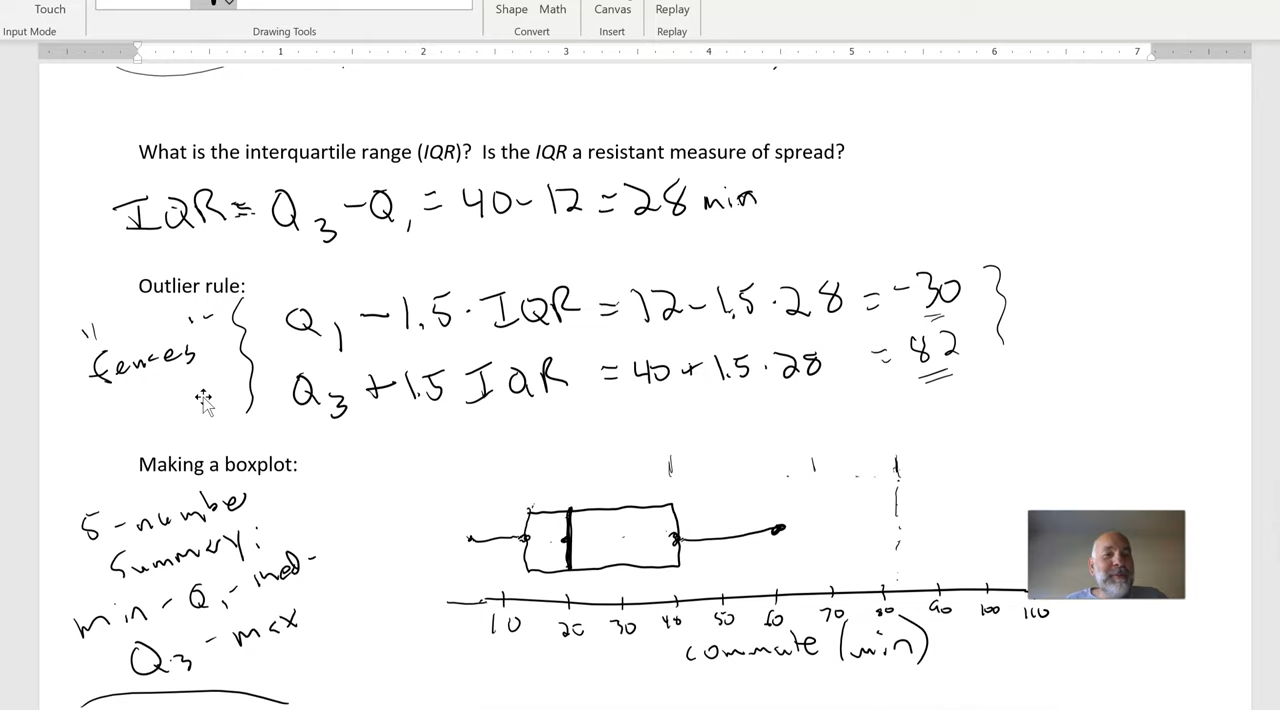 Touch
Shape Math Canvas Replay
Input Mode Drawing Tools Convert Insert Replay
1 2 3 4 5 6 7
What is the interquartile range (IQR)? Is the IQR a resistant measure of spread?
IQR = Q3 - Q1 = 40 - 12 = 28 min
Outlier rule:
Q1 - 1.5 · IQR = 12 - 1.5 · 28 = -30
"fences"
Q3 + 1.5 IQR = 40 + 1.5 · 28 = 82
Making a boxplot:
5-number
summary:
min - Q1 - med -
Q3 - max
10 20 30 40 50 60 70 80 90 100 110
commute (min)